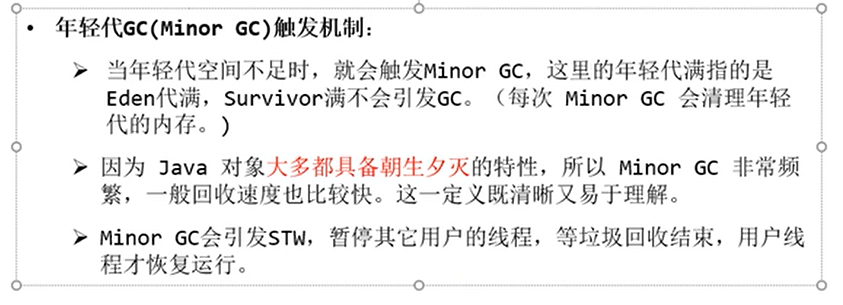 • 年轻代GC(Minor GC)触发机制：
➢ 当年轻代空间不足时，就会触发Minor GC，这里的年轻代满指的是
Eden代满，Survivor满不会引发GC。（每次 Minor GC 会清理年轻
代的内存。)
➢ 因为 Java 对象大多都具备朝生夕灭的特性，所以 Minor GC 非常频
繁，一般回收速度也比较快。这一定义既清晰又易于理解。
➢ Minor GC会引发STW，暂停其它用户的线程，等垃圾回收结束，用户线
程才恢复运行。